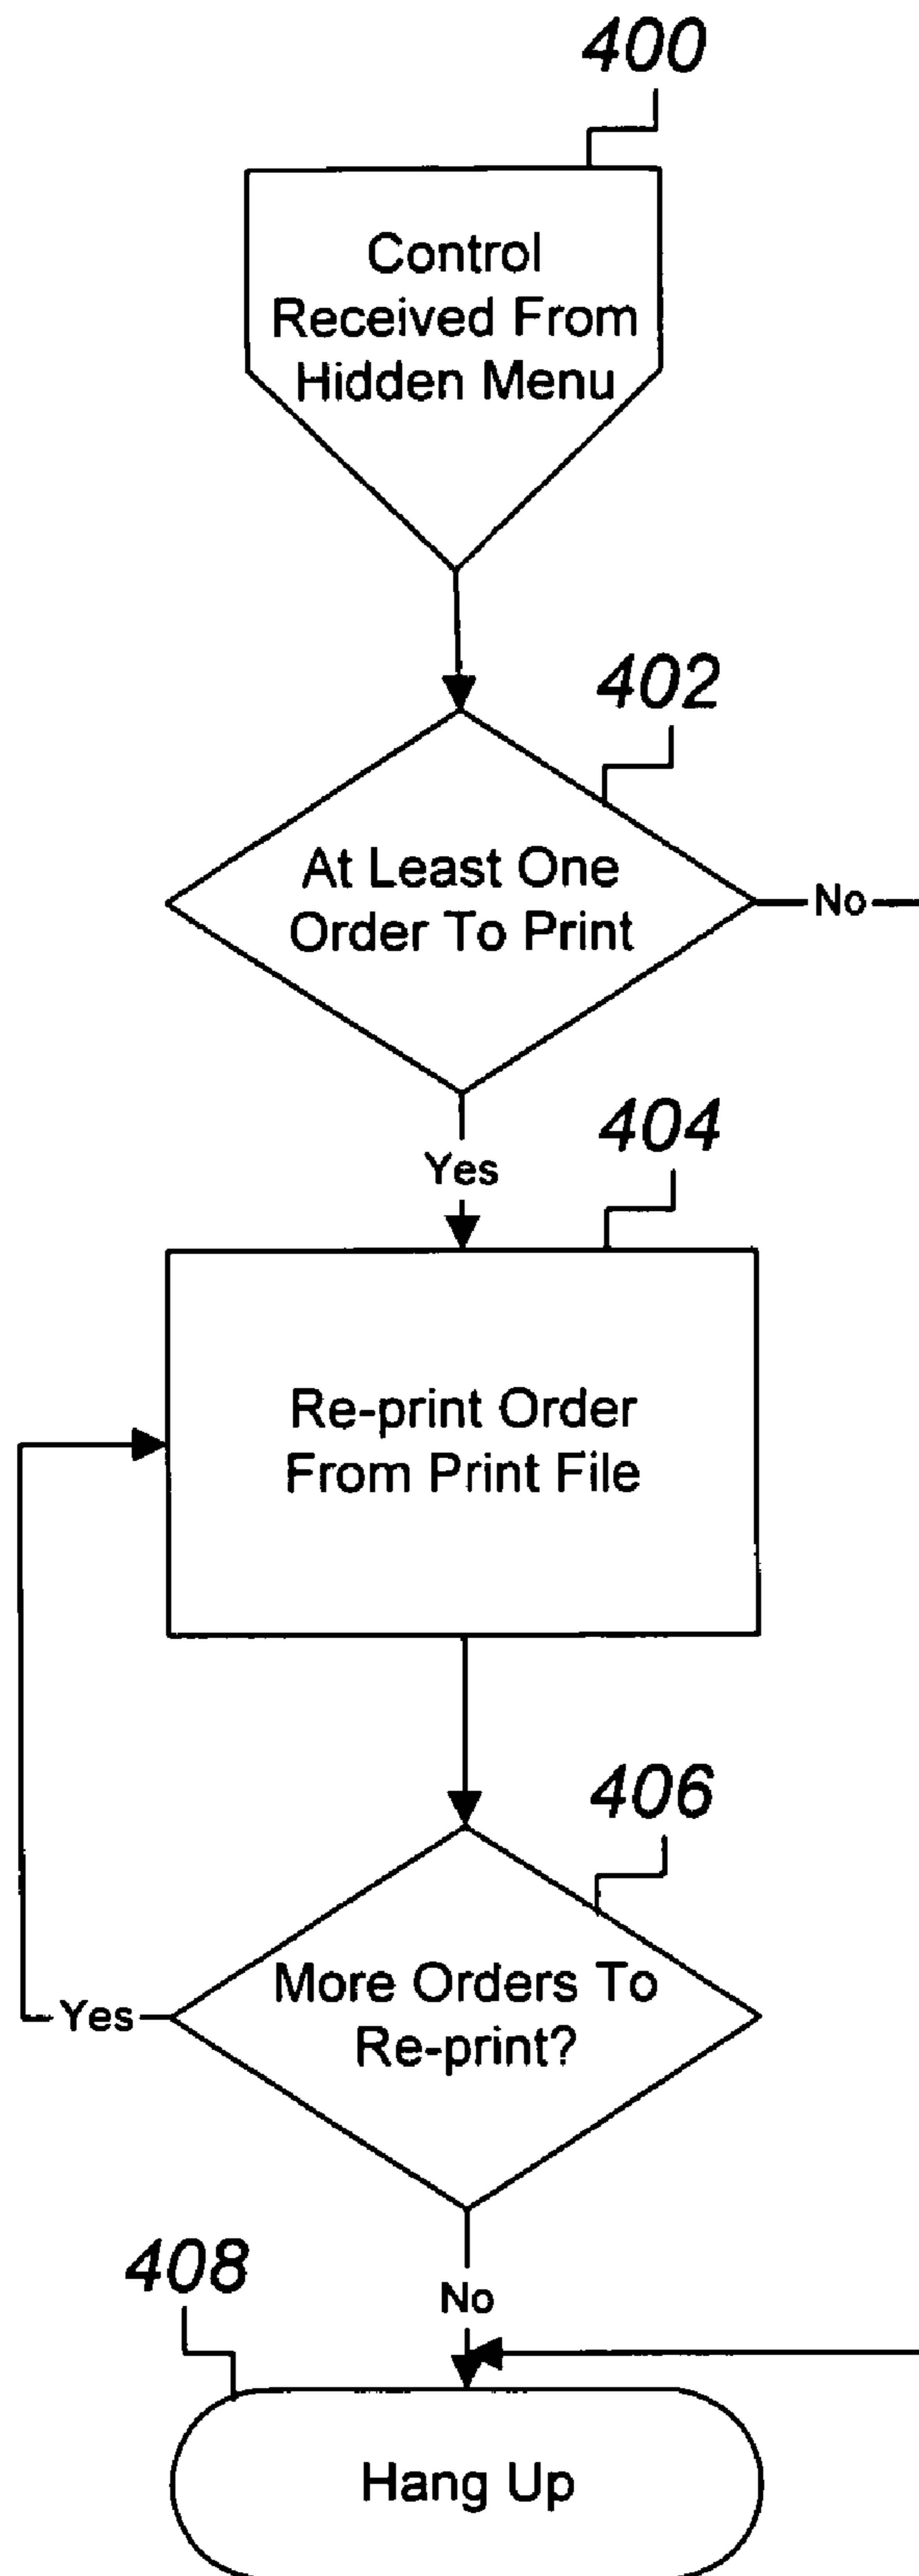 400
Control
Received From
Hidden Menu
402
At Least One
Order To Print
No
Yes
404
Re-print Order
From Print File
406
More Orders To
Re-print?
Yes
No
408
Hang Up